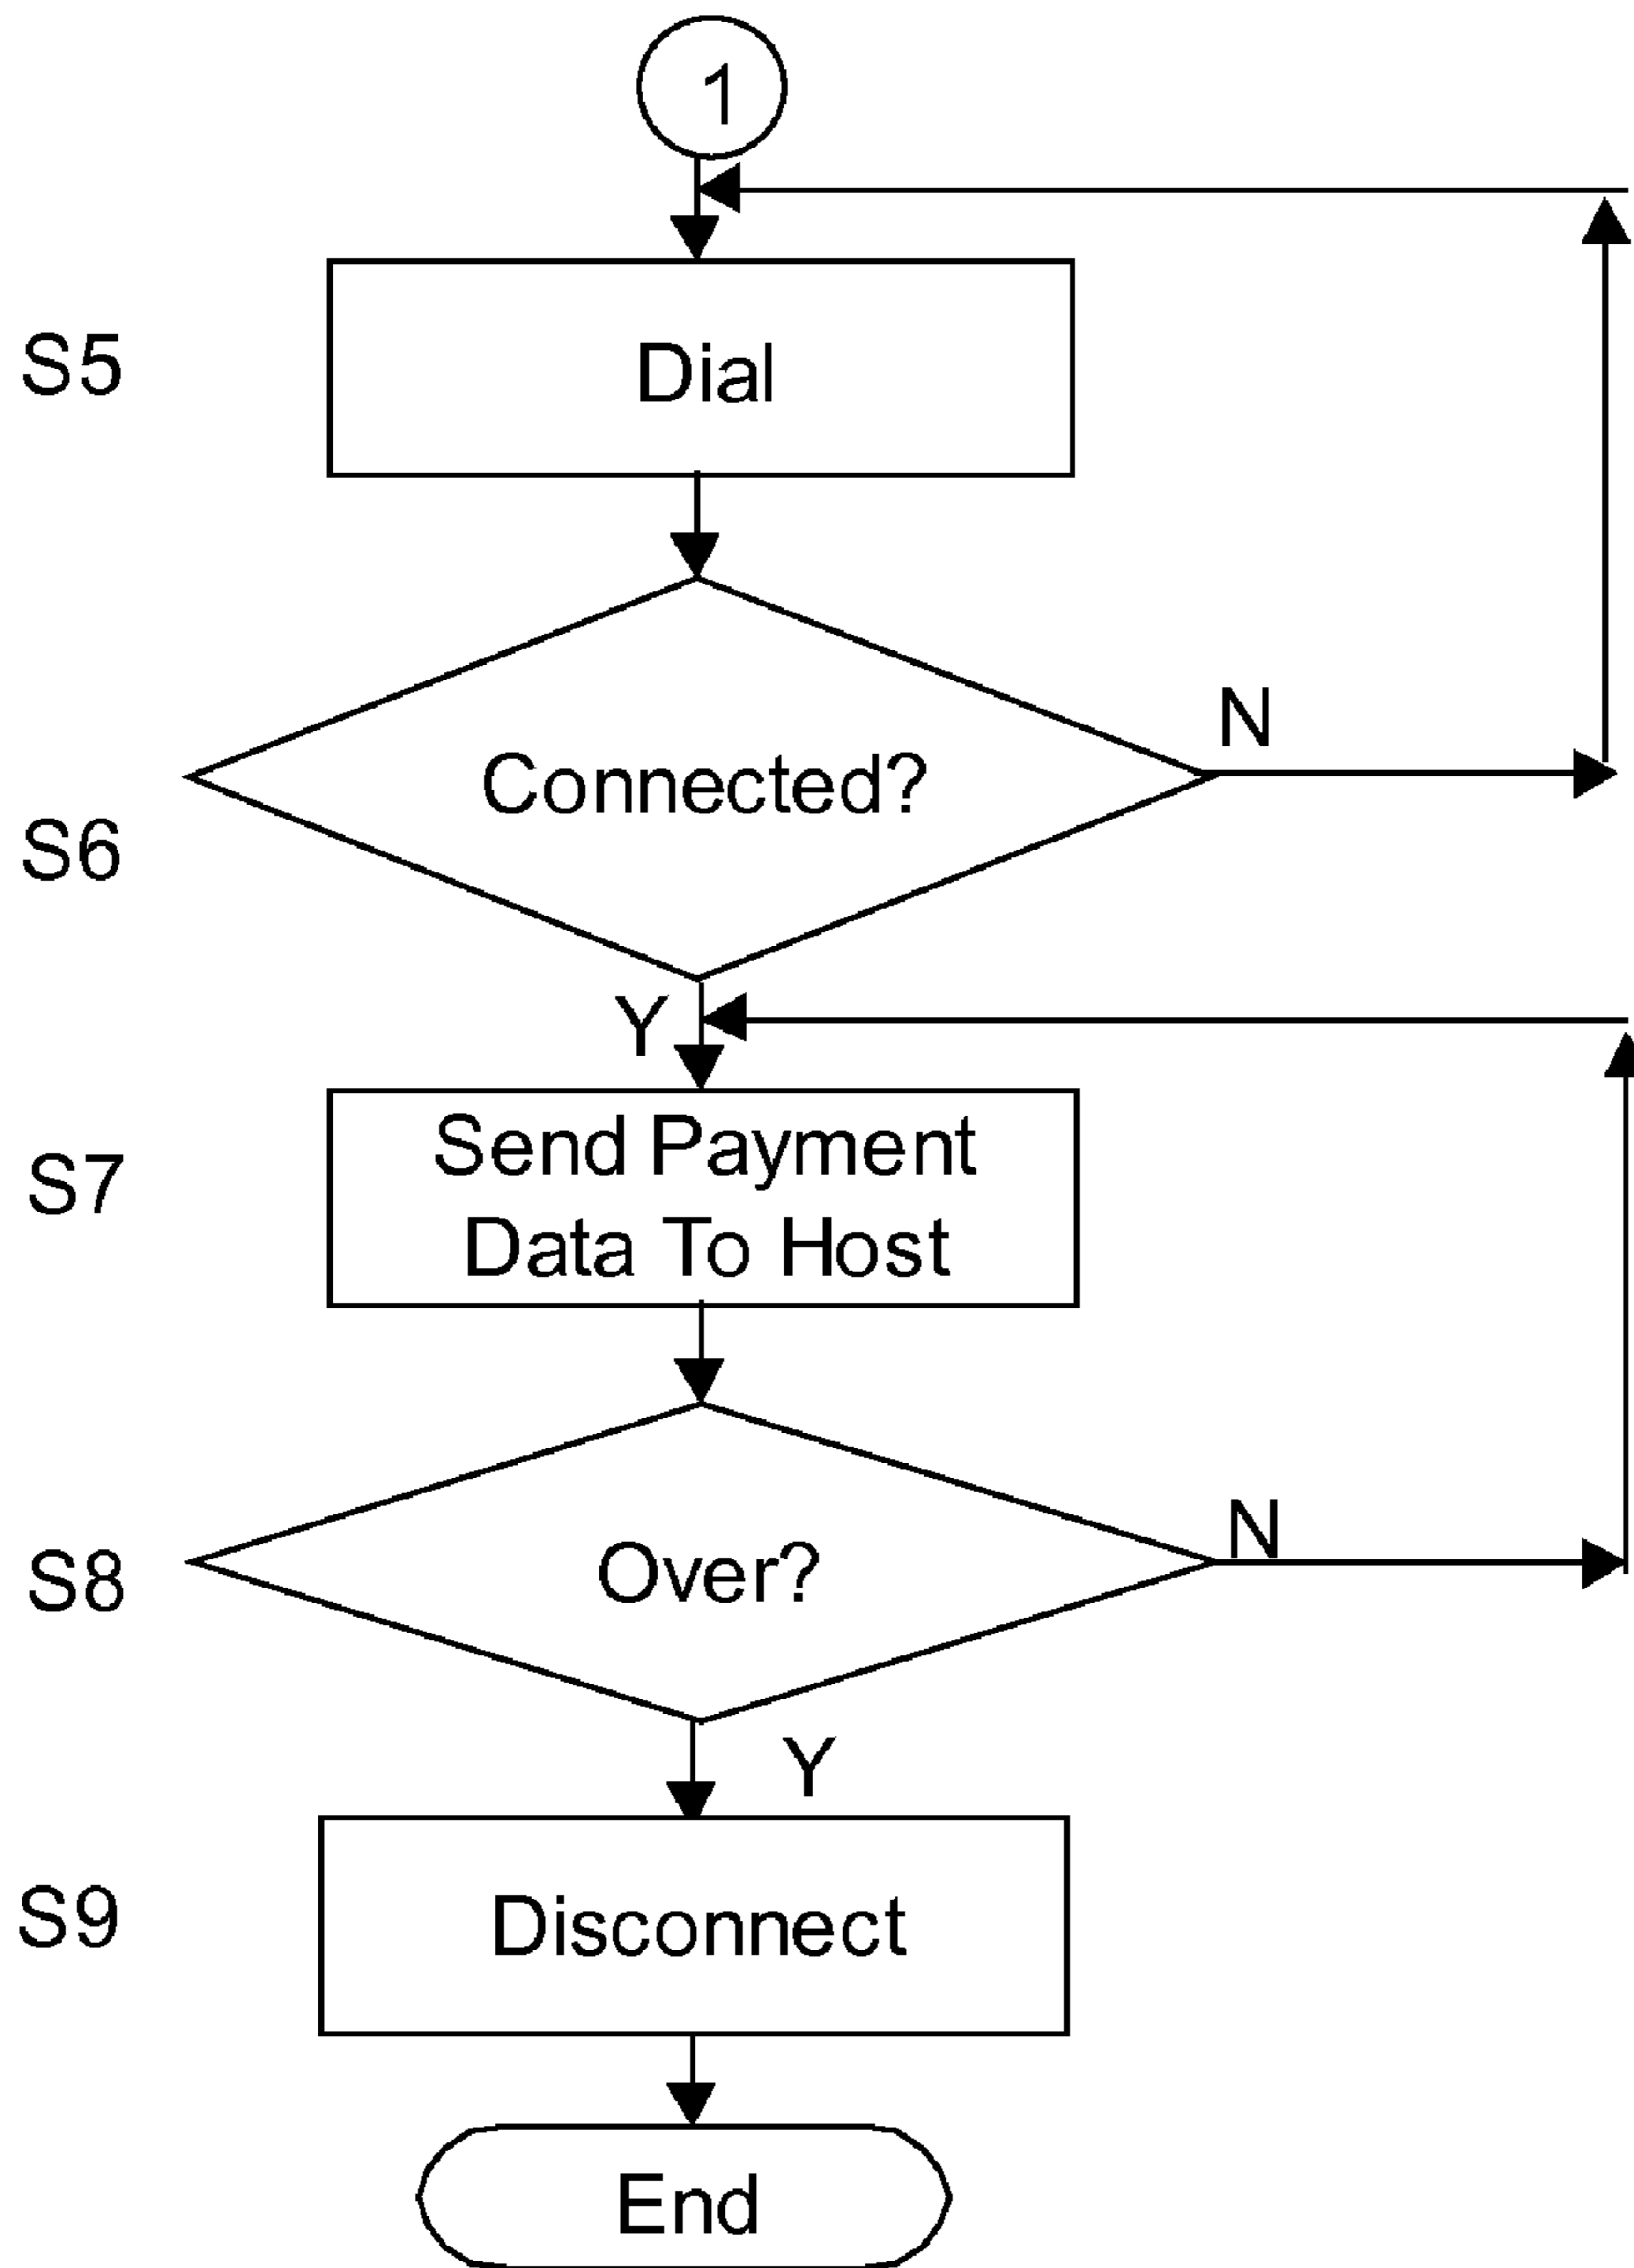 1
S5
Dial
N
Connected?
S6
Y
Send Payment
S7
Data To Host
N
Over?
S8
Y
S9
Disconnect
End